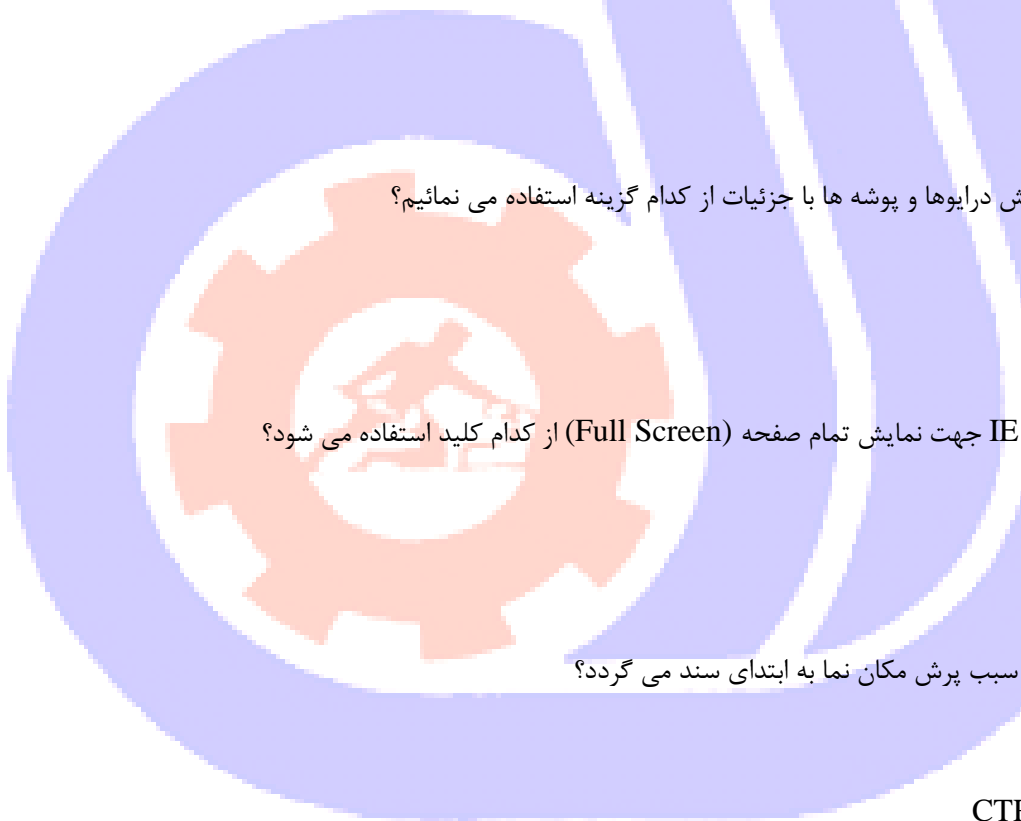 درایوها و پوشه ها با جزئیات از کدام گزینه استفاده می نمائیم؟
IE جهت نمایش تمام صفحه (Full Screen) از کدام کلید استفاده می شود؟
سبب پرش مکان نما به ابتدای سند می گردد؟